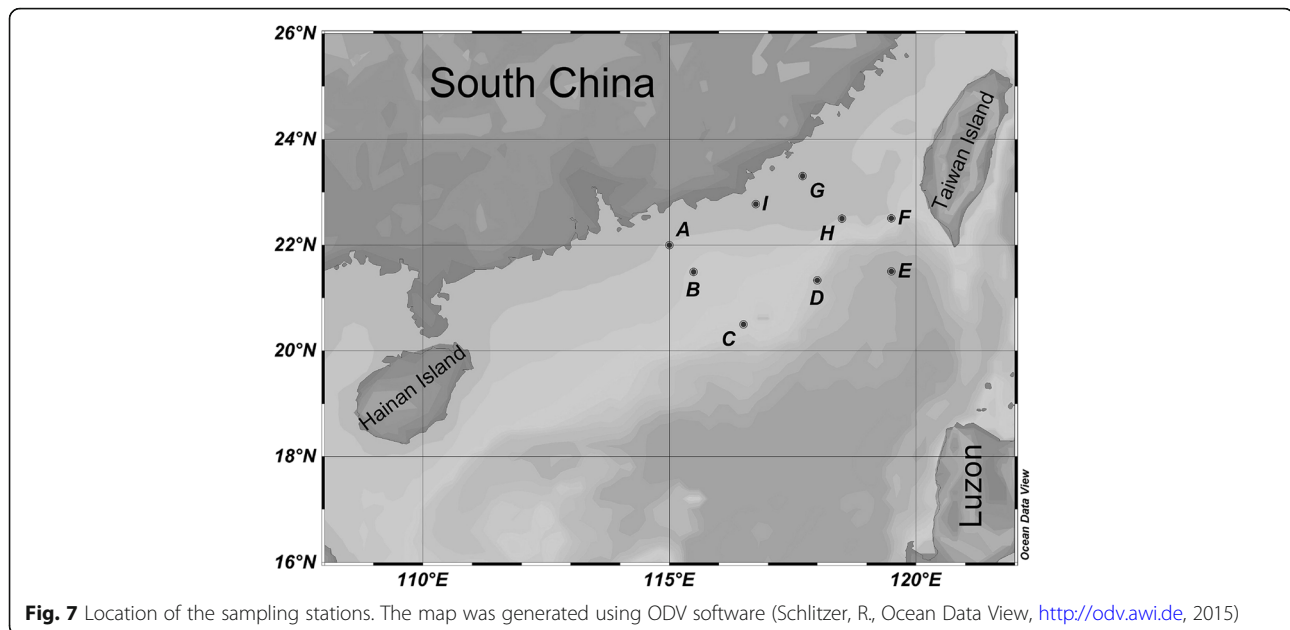 26°N
South China
24°N
Taiwan Island
G
I
F
A
H
22°N
E
B
D
C
20°N
Hainan Island
18°N
Luzon
Ocean Data View
16°N
110°E 115°E 120°E
Fig. 7 Location of the sampling stations. The map was generated using ODV software (Schlitzer, R., Ocean Data View, http://odv.awi.de, 2015)